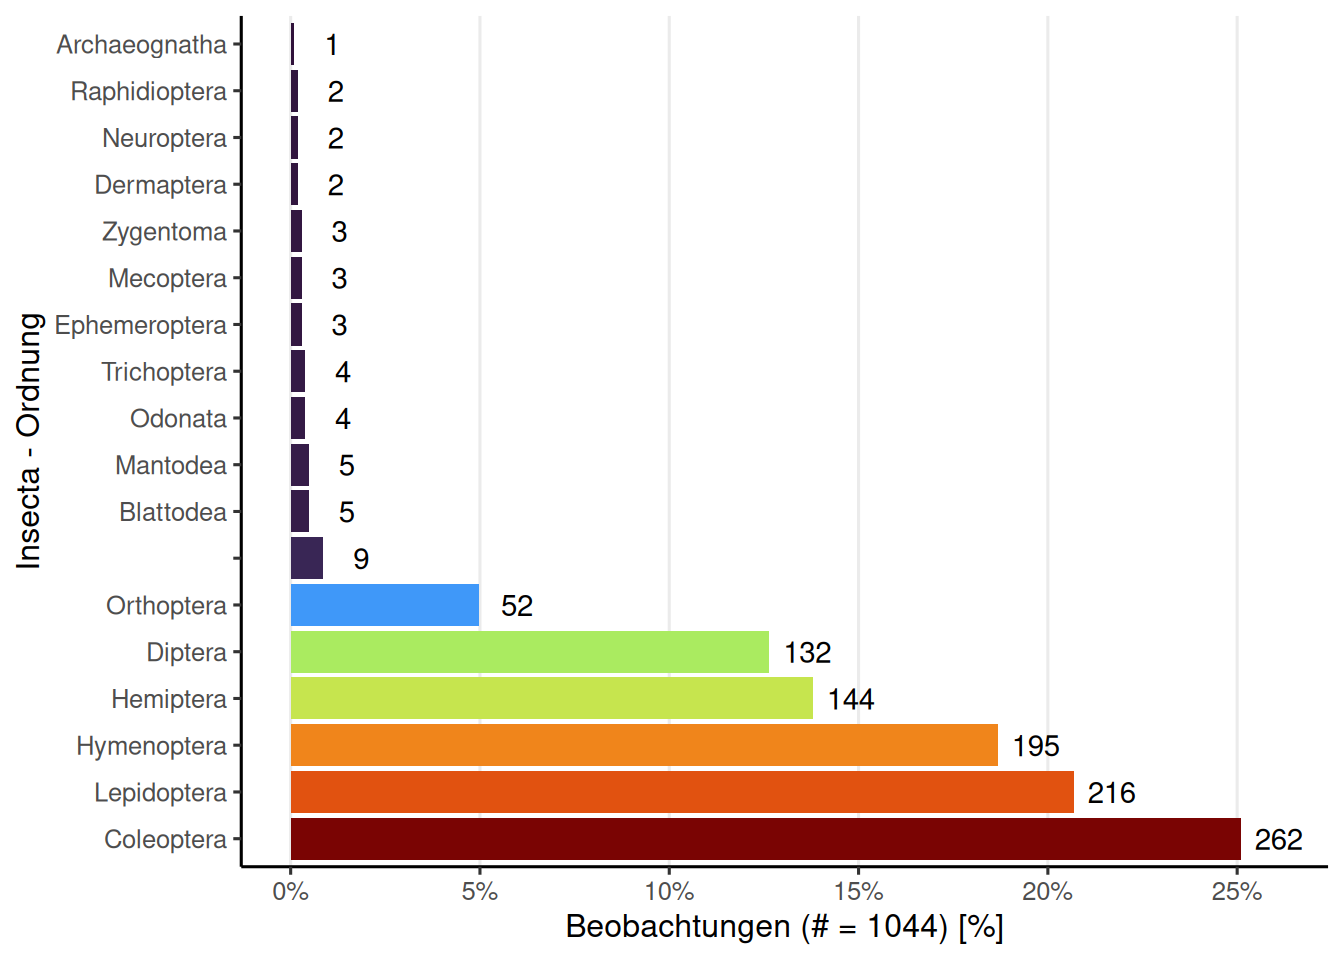 Insecta - Ordnung
Archaeognatha 1
Raphidioptera 2
Neuroptera 2
Dermaptera 2
Zygentoma 3
Mecoptera 3
Ephemeroptera 3
Trichoptera 4
Odonata 4
Mantodea 5
Blattodea 5
9
Orthoptera 52
Diptera 132
Hemiptera 144
Hymenoptera 195
Lepidoptera 216
Coleoptera 262
0% 5% 10% 15% 20% 25%
Beobachtungen (# = 1044) [%]